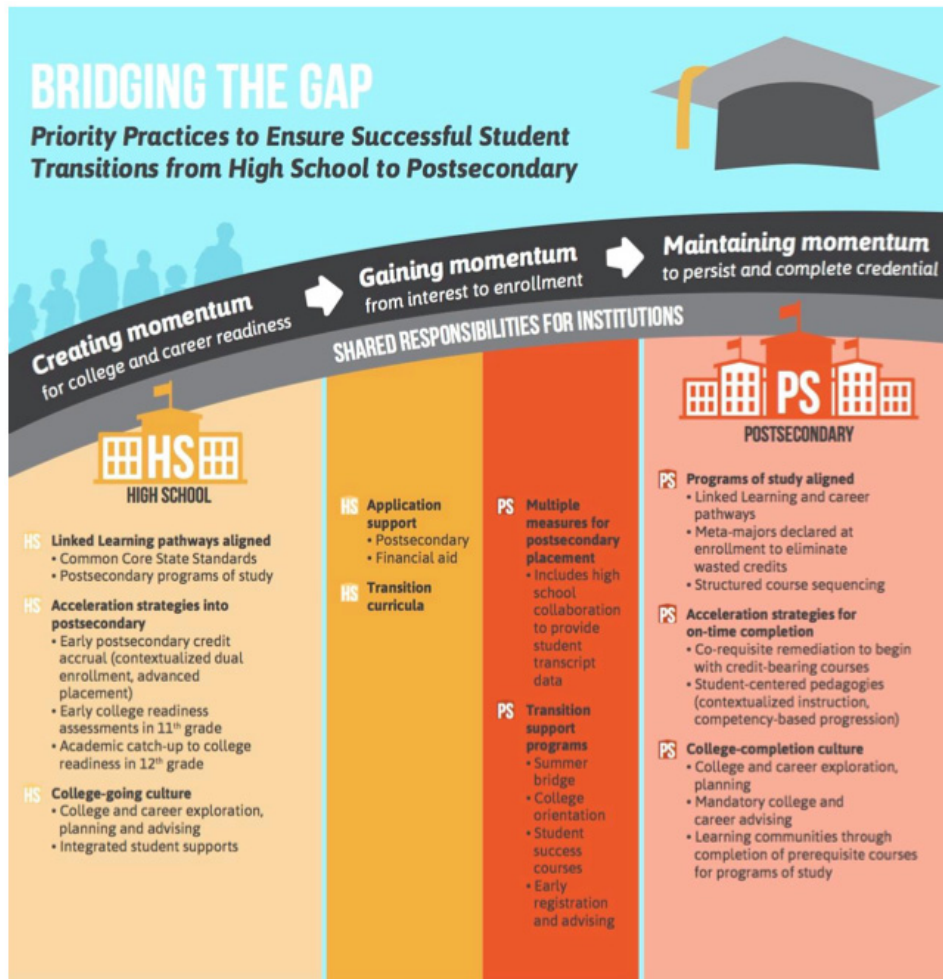 BRIDGING THE GAP
Priority Practices to Ensure Successful Student
Transitions from High School to Postsecondary
Creating momentum
for college and career readiness
Gaining momentum
from interest to enrollment
Maintaining momentum
to persist and complete credential
SHARED RESPONSIBILITIES FOR INSTITUTIONS
HS
HIGH SCHOOL
HS Linked Learning pathways aligned
• Common Core State Standards
• Postsecondary programs of study
HS Acceleration strategies into
postsecondary
• Early postsecondary credit
accrual (contextualized dual
enrollment, advanced
placement)
• Early college readiness
assessments in 11th grade
• Academic catch-up to college
readiness in 12th grade
HS College-going culture
• College and career exploration,
planning and advising
• Integrated student supports
HS Application
support
• Postsecondary
• Financial aid
HS Transition
curricula
PS Multiple
measures for
postsecondary
placement
• Includes high
school
collaboration
to provide
student
transcript
data
PS Transition
support
programs
• Summer
bridge
• College
orientation
• Student
success
courses
• Early
registration
and advising
PS
POSTSECONDARY
PS Programs of study aligned
• Linked Learning and career
pathways
• Meta-majors declared at
enrollment to eliminate
wasted credits
• Structured course sequencing
PS Acceleration strategies for
on-time completion
• Co-requisite remediation to begin
with credit-bearing courses
• Student-centered pedagogies
(contextualized instruction,
competency-based progression)
PS College-completion culture
• College and career exploration,
planning
• Mandatory college and
career advising
• Learning communities through
completion of prerequisite courses
for programs of study